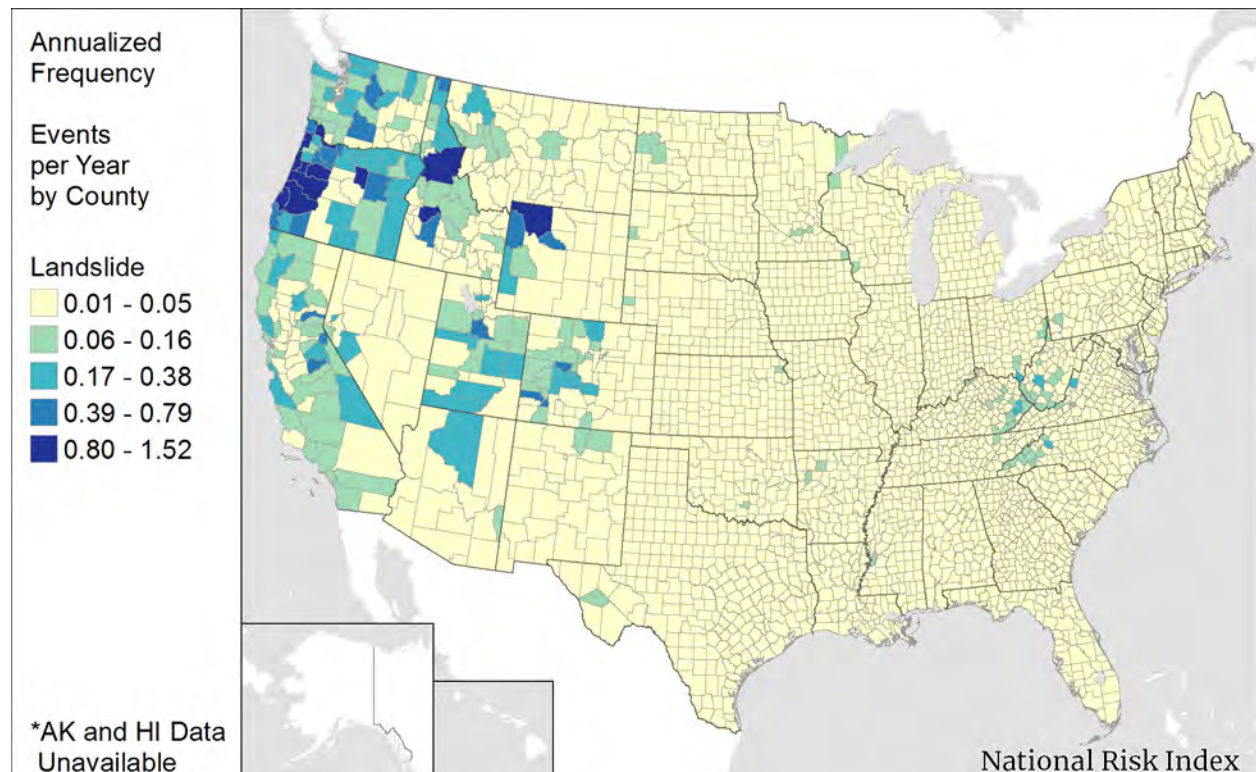 Annualized
Frequency
Events
per Year
by County
Landslide
0.01 - 0.05
0.06 - 0.16
0.17 - 0.38
0.39 - 0.79
0.80 - 1.52
*AK and HI Data
Unavailable
National Risk Index